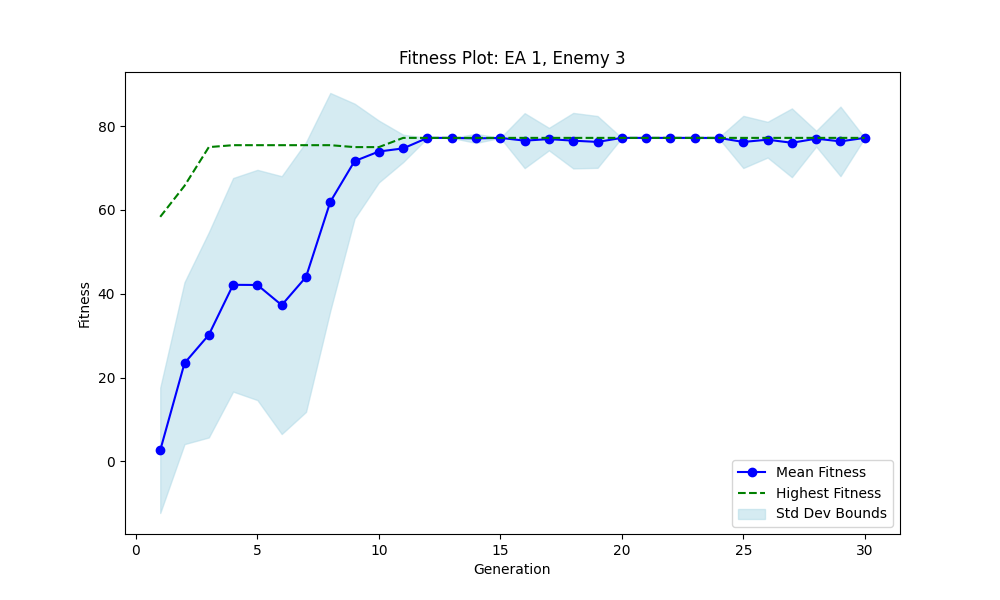 Fitness Plot: EA 1, Enemy 3
Fitness
80
60
40
20
0
0 5 10 15 20 25 30
Generation
Mean Fitness
Highest Fitness
Std Dev Bounds